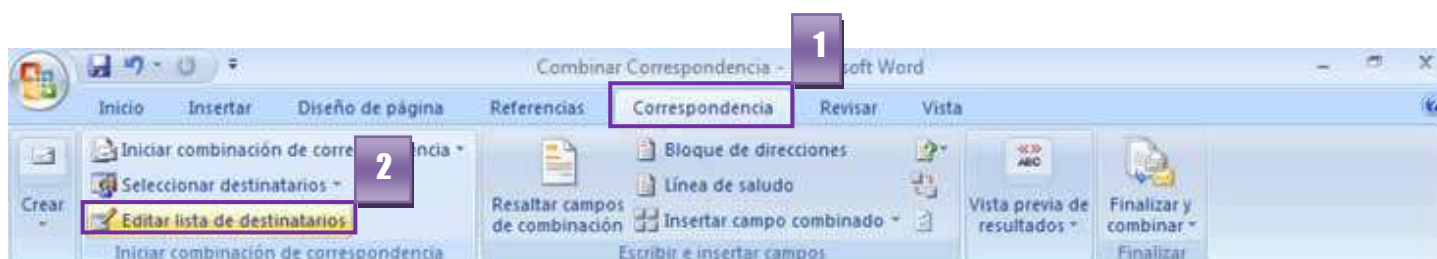 1
Combinar Correspondencia - soft Word
Inicio Insertar Diseño de página Referencias Correspondencia Revisar Vista
2
Crear
Iniciar combinación de corre encia
Seleccionar destinatarios
Editar lista de destinatarios
Iniciar combinación de correspondencia
Resaltar campos
de combinación
Bloque de direcciones
Línea de saludo
Insertar campo combinado
Escribir e insertar campos
ABC
Vista previa de
resultados
Finalizar y
combinar
Finalizar